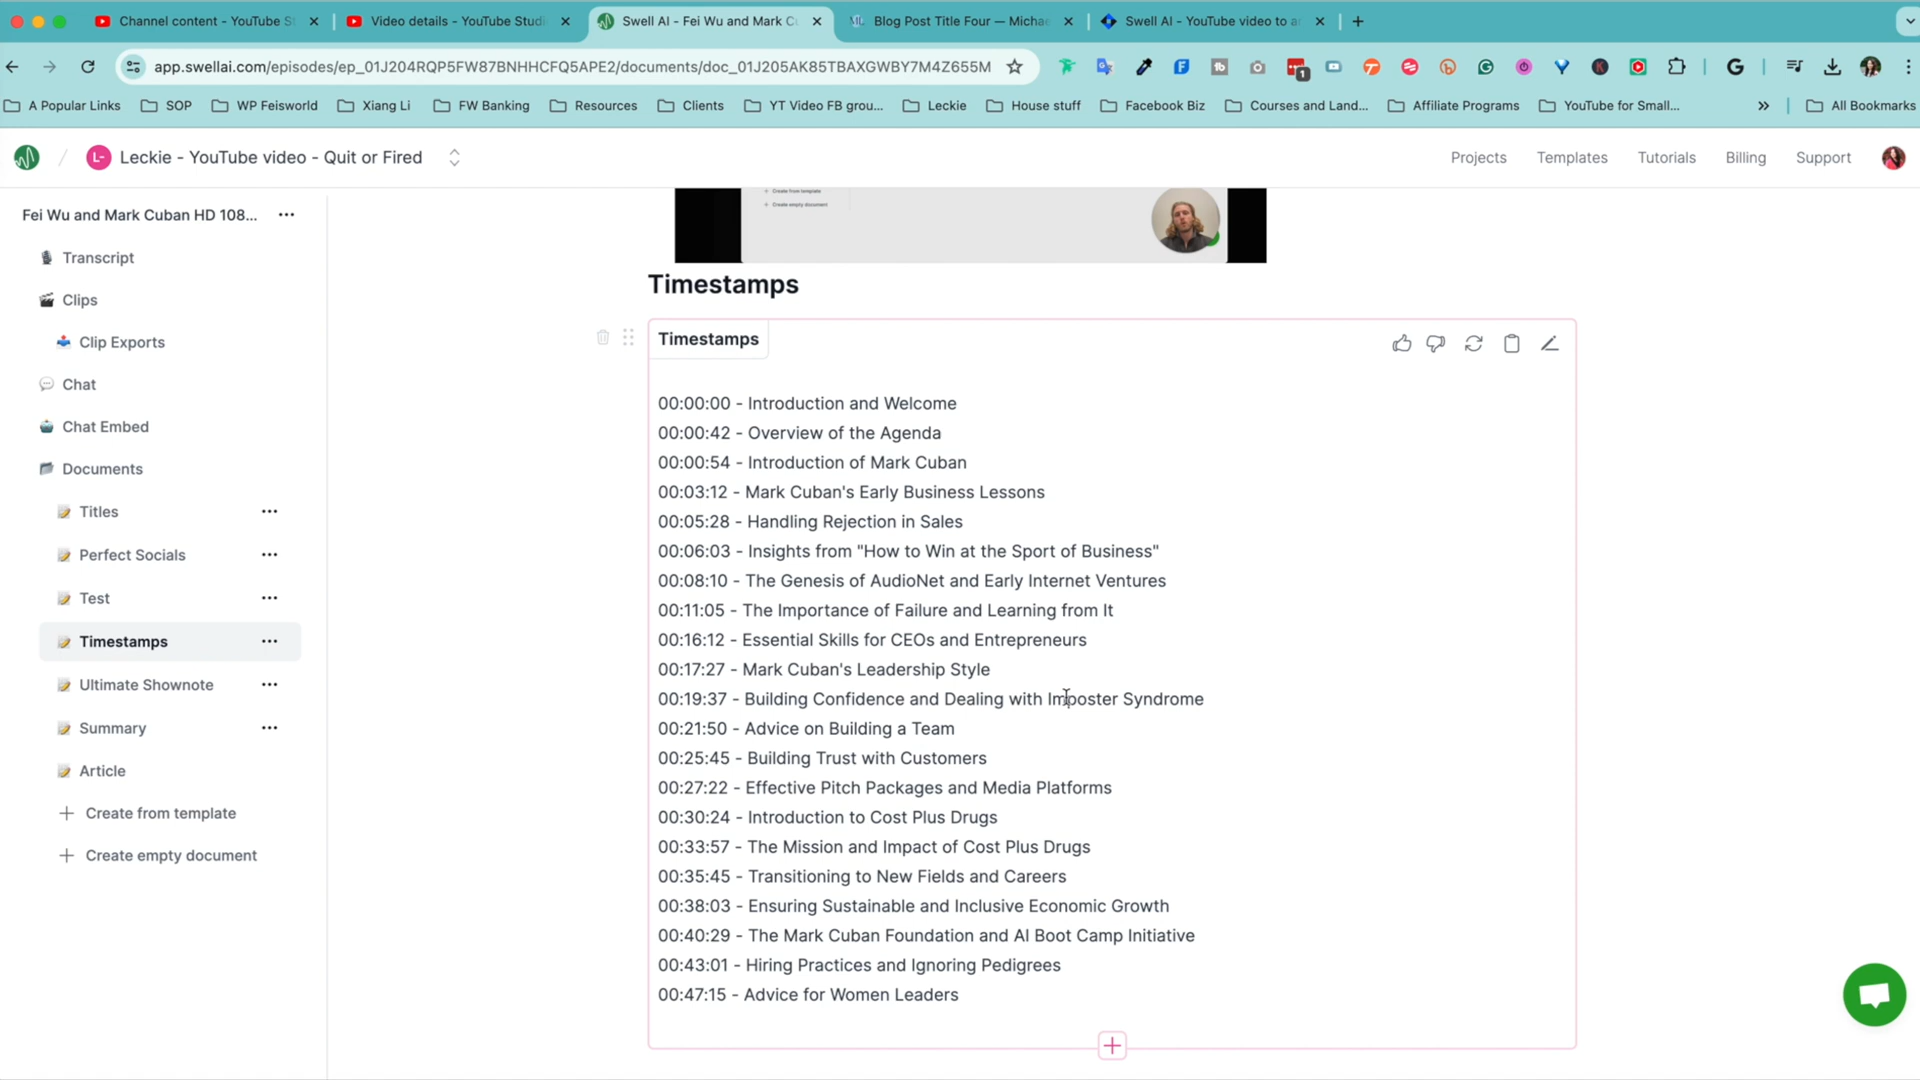 Channel content - YouTube S
Video details - YouTube Studi
Swell AI - Fei Wu and Mark C
Blog Post Title Four — Micha
Swell AI - YouTube video to a
app.swellai.com/episodes/ep_01J204RQP5FW87BNHHCFQ5APE2/documents/doc_01J205AK85TBAXGWBY7M4Z655M
A Popular Links
SOP
WP Feisworld
Xiang Li
FW Banking
Resources
Clients
YT Video FB grou...
Leckie
House stuff
Facebook Biz
Courses and Land...
Affiliate Programs
YouTube for Small...
All Bookmarks
L-
Leckie - YouTube video - Quit or Fired
Projects
Templates
Tutorials
Billing
Support
Fei Wu and Mark Cuban HD 108...
Transcript
Clips
Clip Exports
Chat
Chat Embed
Documents
Titles
Perfect Socials
Test
Timestamps
Ultimate Shownote
Summary
Article
Create from template
Create empty document
Create from template
Create empty document
Timestamps
Timestamps
00:00:00 - Introduction and Welcome
00:00:42 - Overview of the Agenda
00:00:54 - Introduction of Mark Cuban
00:03:12 - Mark Cuban's Early Business Lessons
00:05:28 - Handling Rejection in Sales
00:06:03 - Insights from "How to Win at the Sport of Business"
00:08:10 - The Genesis of AudioNet and Early Internet Ventures
00:11:05 - The Importance of Failure and Learning from It
00:16:12 - Essential Skills for CEOs and Entrepreneurs
00:17:27 - Mark Cuban's Leadership Style
00:19:37 - Building Confidence and Dealing with Imposter Syndrome
00:21:50 - Advice on Building a Team
00:25:45 - Building Trust with Customers
00:27:22 - Effective Pitch Packages and Media Platforms
00:30:24 - Introduction to Cost Plus Drugs
00:33:57 - The Mission and Impact of Cost Plus Drugs
00:35:45 - Transitioning to New Fields and Careers
00:38:03 - Ensuring Sustainable and Inclusive Economic Growth
00:40:29 - The Mark Cuban Foundation and AI Boot Camp Initiative
00:43:01 - Hiring Practices and Ignoring Pedigrees
00:47:15 - Advice for Women Leaders